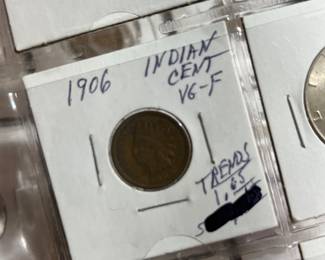 1906
INDIAN
CENT
VG-F
TRENDS
1.65
S